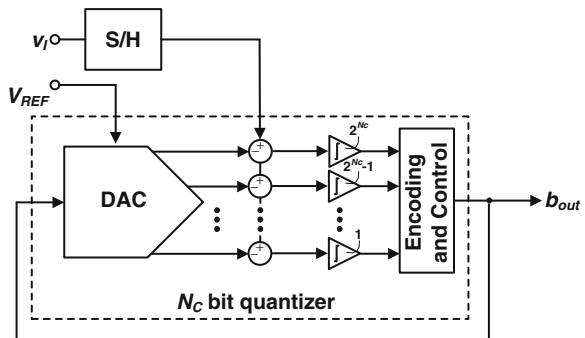 v_I
S/H
V_REF
DAC
+
−
+
−
+
−
2^Nc
2^Nc-1
1
Encoding and Control
b_out
N_C bit quantizer